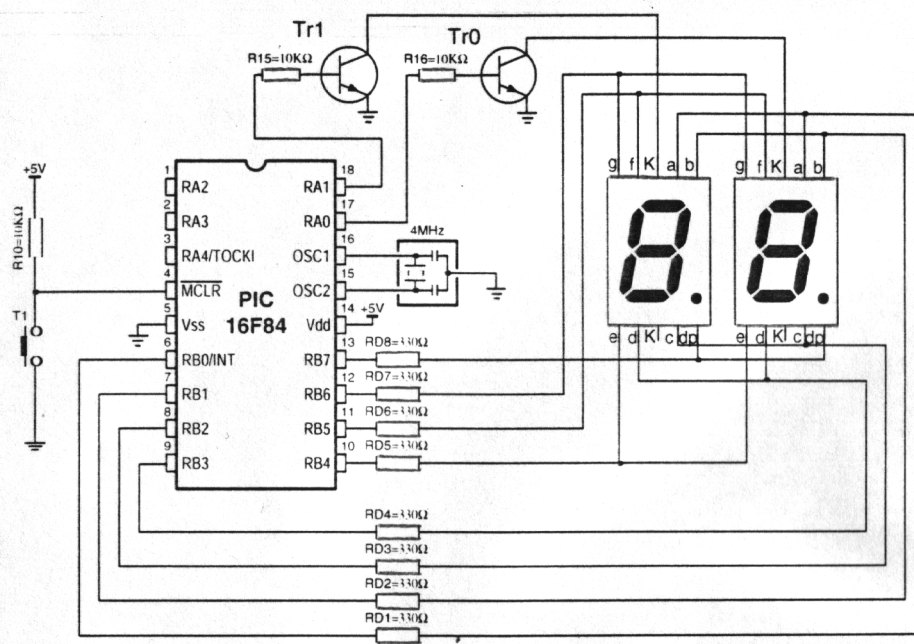 Tr1
Tr0
R15=10KΩ
R16=10KΩ
+5V
R10=10KΩ
T1
1 RA2
2 RA3
3 RA4/TOCKI
4 MCLR
5 Vss
6 RB0/INT
7 RB1
8 RB2
9 RB3
PIC
16F84
18 RA1
17 RA0
16 OSC1
15 OSC2
14 Vdd
13 RB7
12 RB6
11 RB5
10 RB4
4MHz
+5V
RD8=330Ω
RD7=330Ω
RD6=330Ω
RD5=330Ω
RD4=330Ω
RD3=330Ω
RD2=330Ω
RD1=330Ω
g f K a b
g f K a b
8.
8.
e d K c dp
e d K c dp